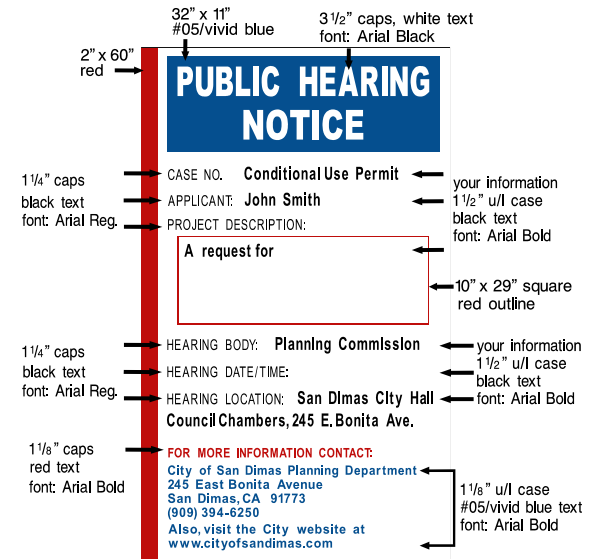 32” x 11”
#05/vivid blue
3 1/2” caps, white text
font: Arial Black
2” x 60”
red
PUBLIC HEARING
NOTICE
1 1/4” caps
black text
font: Arial Reg.
CASE NO. Conditional Use Permit
APPLICANT: John Smith
PROJECT DESCRIPTION:
your information
1 1/2” u/l case
black text
font: Arial Bold
A request for
10” x 29” square
red outline
1 1/4” caps
black text
font: Arial Reg.
HEARING BODY: Planning Commission
HEARING DATE/TIME:
HEARING LOCATION: San Dimas City Hall
Council Chambers, 245 E. Bonita Ave.
your information
1 1/2” u/l case
black text
font: Arial Bold
1 1/8” caps
red text
font: Arial Bold
FOR MORE INFORMATION CONTACT:
City of San Dimas Planning Department
245 East Bonita Avenue
San Dimas, CA 91773
(909) 394-6250
Also, visit the City website at
www.cityofsandimas.com
1 1/8” u/l case
#05/vivid blue text
font: Arial Bold